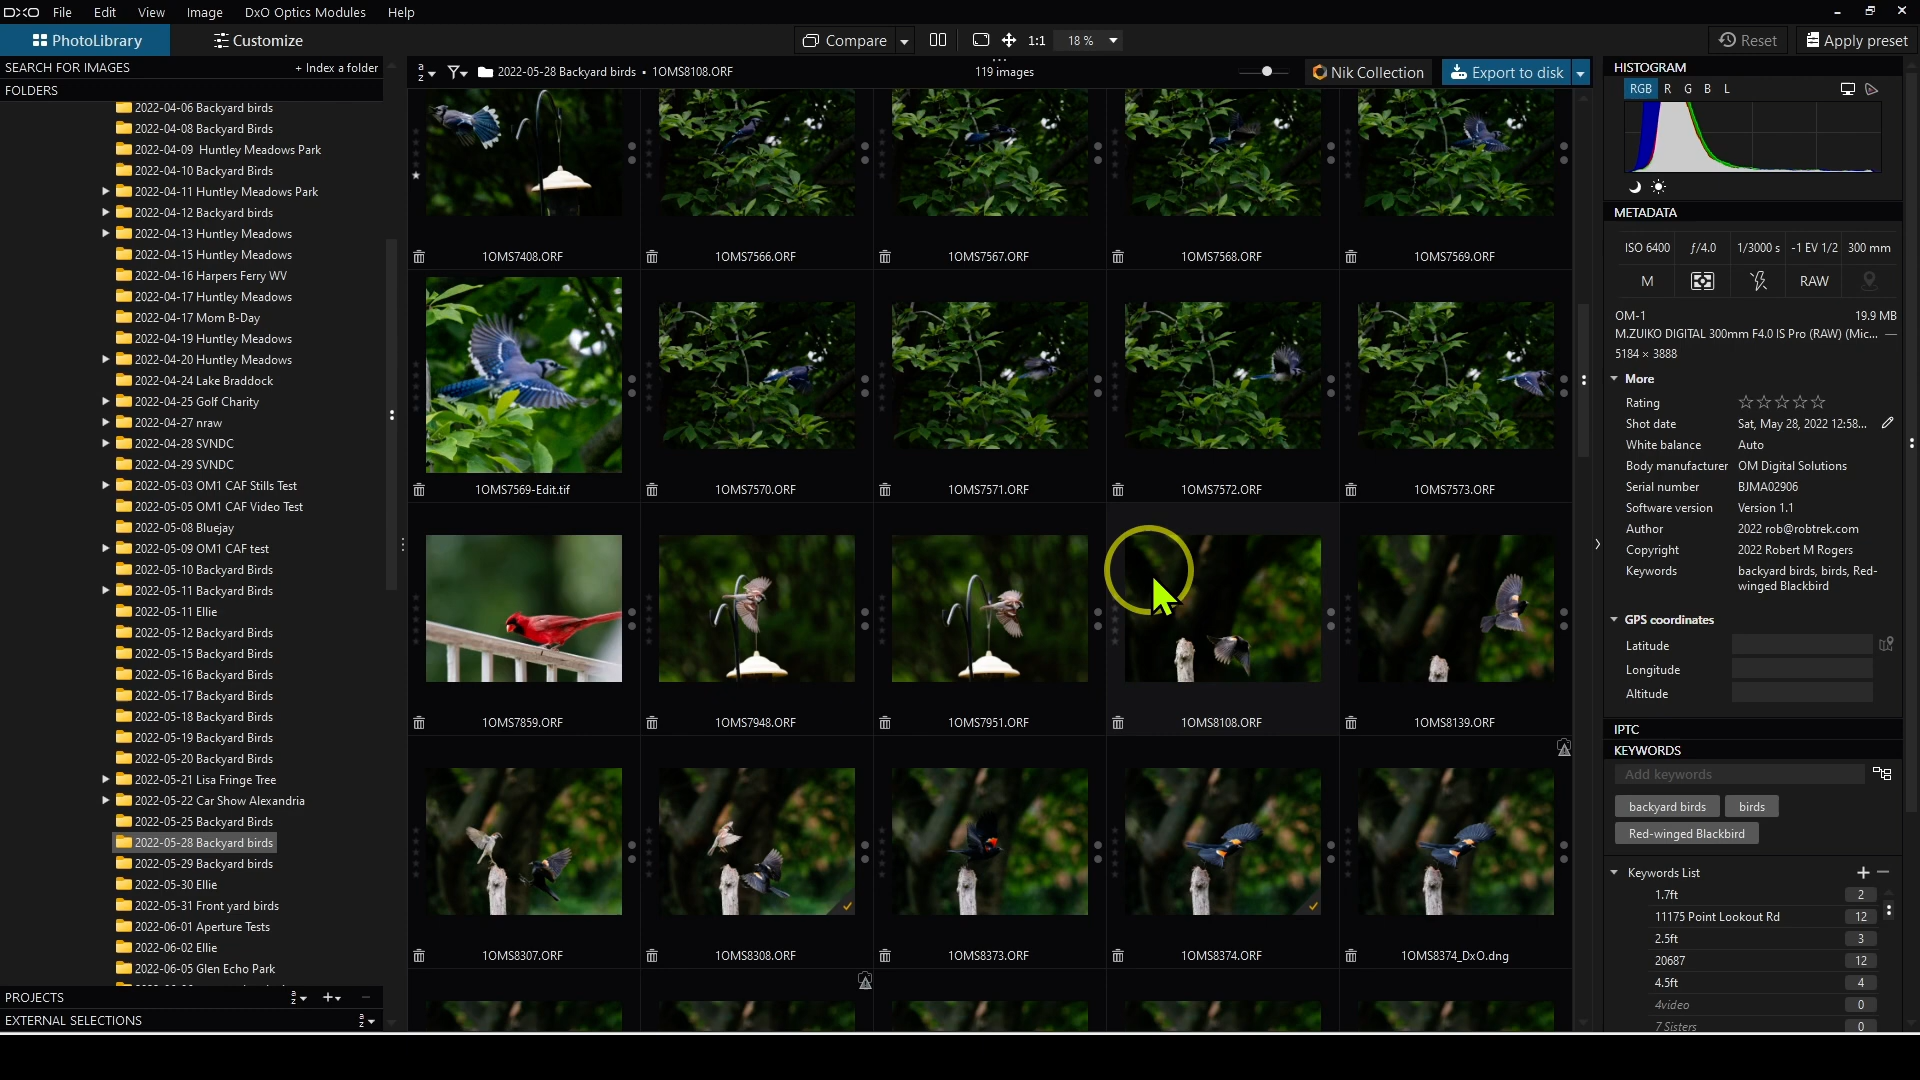 DXO File Edit View Image DxO Optics Modules Help
PhotoLibrary Customize Compare 1:1 18 % Reset Apply preset
SEARCH FOR IMAGES + Index a folder
FOLDERS
2022-04-06 Backyard birds
2022-04-08 Backyard Birds
2022-04-09 Huntley Meadows Park
2022-04-10 Backyard Birds
2022-04-11 Huntley Meadows Park
2022-04-12 Backyard birds
2022-04-13 Huntley Meadows
2022-04-15 Huntley Meadows
2022-04-16 Harpers Ferry WV
2022-04-17 Huntley Meadows
2022-04-17 Mom B-Day
2022-04-19 Huntley Meadows
2022-04-20 Huntley Meadows
2022-04-24 Lake Braddock
2022-04-25 Golf Charity
2022-04-27 nraw
2022-04-28 SVNDC
2022-04-29 SVNDC
2022-05-03 OM1 CAF Stills Test
2022-05-05 OM1 CAF Video Test
2022-05-08 Bluejay
2022-05-09 OM1 CAF test
2022-05-10 Backyard Birds
2022-05-11 Backyard Birds
2022-05-11 Ellie
2022-05-12 Backyard Birds
2022-05-15 Backyard Birds
2022-05-16 Backyard Birds
2022-05-17 Backyard Birds
2022-05-18 Backyard Birds
2022-05-19 Backyard Birds
2022-05-20 Backyard Birds
2022-05-21 Lisa Fringe Tree
2022-05-22 Car Show Alexandria
2022-05-25 Backyard Birds
2022-05-28 Backyard birds
2022-05-29 Backyard birds
2022-05-30 Ellie
2022-05-31 Front yard birds
2022-06-01 Aperture Tests
2022-06-02 Ellie
2022-06-05 Glen Echo Park
PROJECTS
EXTERNAL SELECTIONS
2022-05-28 Backyard birds • 1OMS8108.ORF 119 images Nik Collection Export to disk
1OMS7408.ORF 1OMS7566.ORF 1OMS7567.ORF 1OMS7568.ORF 1OMS7569.ORF
1OMS7569-Edit.tif 1OMS7570.ORF 1OMS7571.ORF 1OMS7572.ORF 1OMS7573.ORF
1OMS7859.ORF 1OMS7948.ORF 1OMS7951.ORF 1OMS8108.ORF 1OMS8139.ORF
1OMS8307.ORF 1OMS8308.ORF 1OMS8373.ORF 1OMS8374.ORF 1OMS8374_DxO.dng
HISTOGRAM
RGB R G B L
METADATA
ISO 6400 ƒ/4.0 1/3000 s -1 EV 1/2 300 mm
M RAW
OM-1 19.9 MB
M.ZUIKO DIGITAL 300mm F4.0 IS Pro (RAW) (Mic... —
5184 × 3888
More
Rating
Shot date Sat, May 28, 2022 12:58...
White balance Auto
Body manufacturer OM Digital Solutions
Serial number BJMA02906
Software version Version 1.1
Author 2022 rob@robtrek.com
Copyright 2022 Robert M Rogers
Keywords backyard birds, birds, Red-
winged Blackbird
GPS coordinates
Latitude
Longitude
Altitude
IPTC
KEYWORDS
Add keywords
backyard birds birds
Red-winged Blackbird
Keywords List
1.7ft 2
11175 Point Lookout Rd 12
2.5ft 3
20687 12
4.5ft 4
4video 0
7 Sisters 0